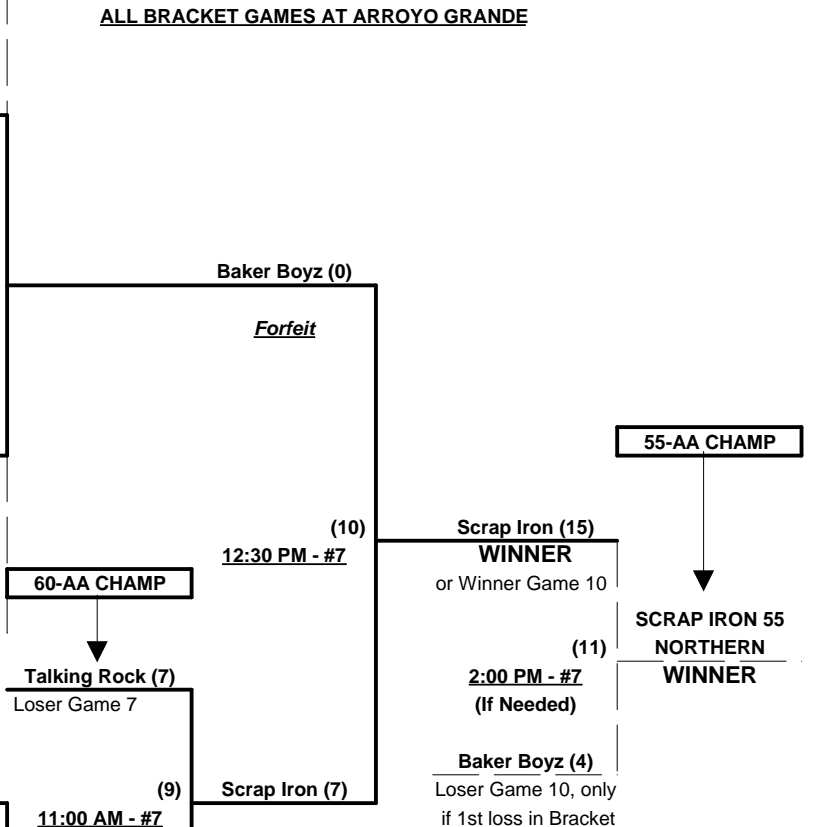 ALL BRACKET GAMES AT ARROYO GRANDE
Baker Boyz (0)
Forfeit
55-AA CHAMP
(10)
12:30 PM - #7
Scrap Iron (15)
WINNER
or Winner Game 10
60-AA CHAMP
SCRAP IRON 55
NORTHERN
WINNER
(11)
2:00 PM - #7
(If Needed)
Talking Rock (7)
Loser Game 7
Baker Boyz (4)
Loser Game 10, only
if 1st loss in Bracket
(9)
11:00 AM - #7
Scrap Iron (7)